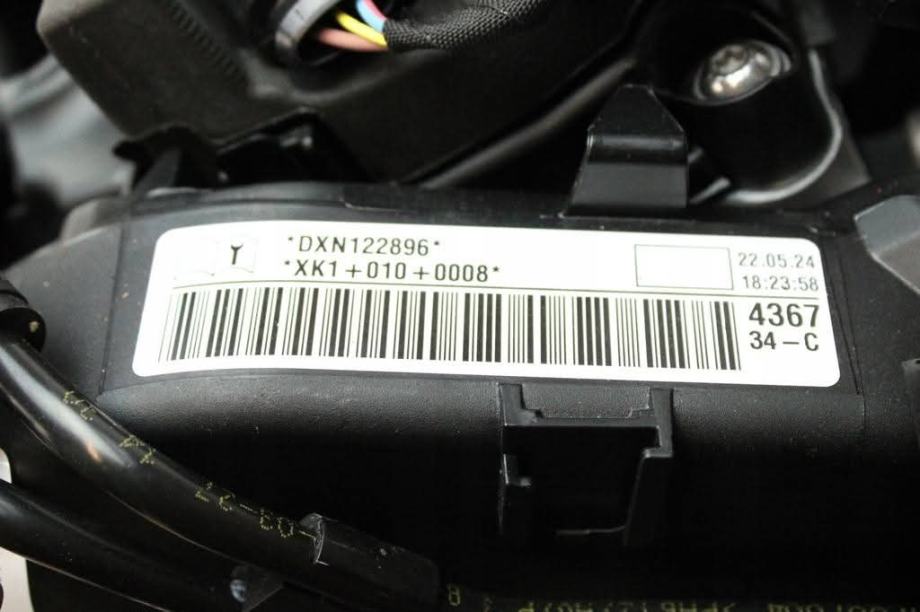 *DXN122896*
*XK1+010+0008*
22.05.24
18:23:58
4367
34-C